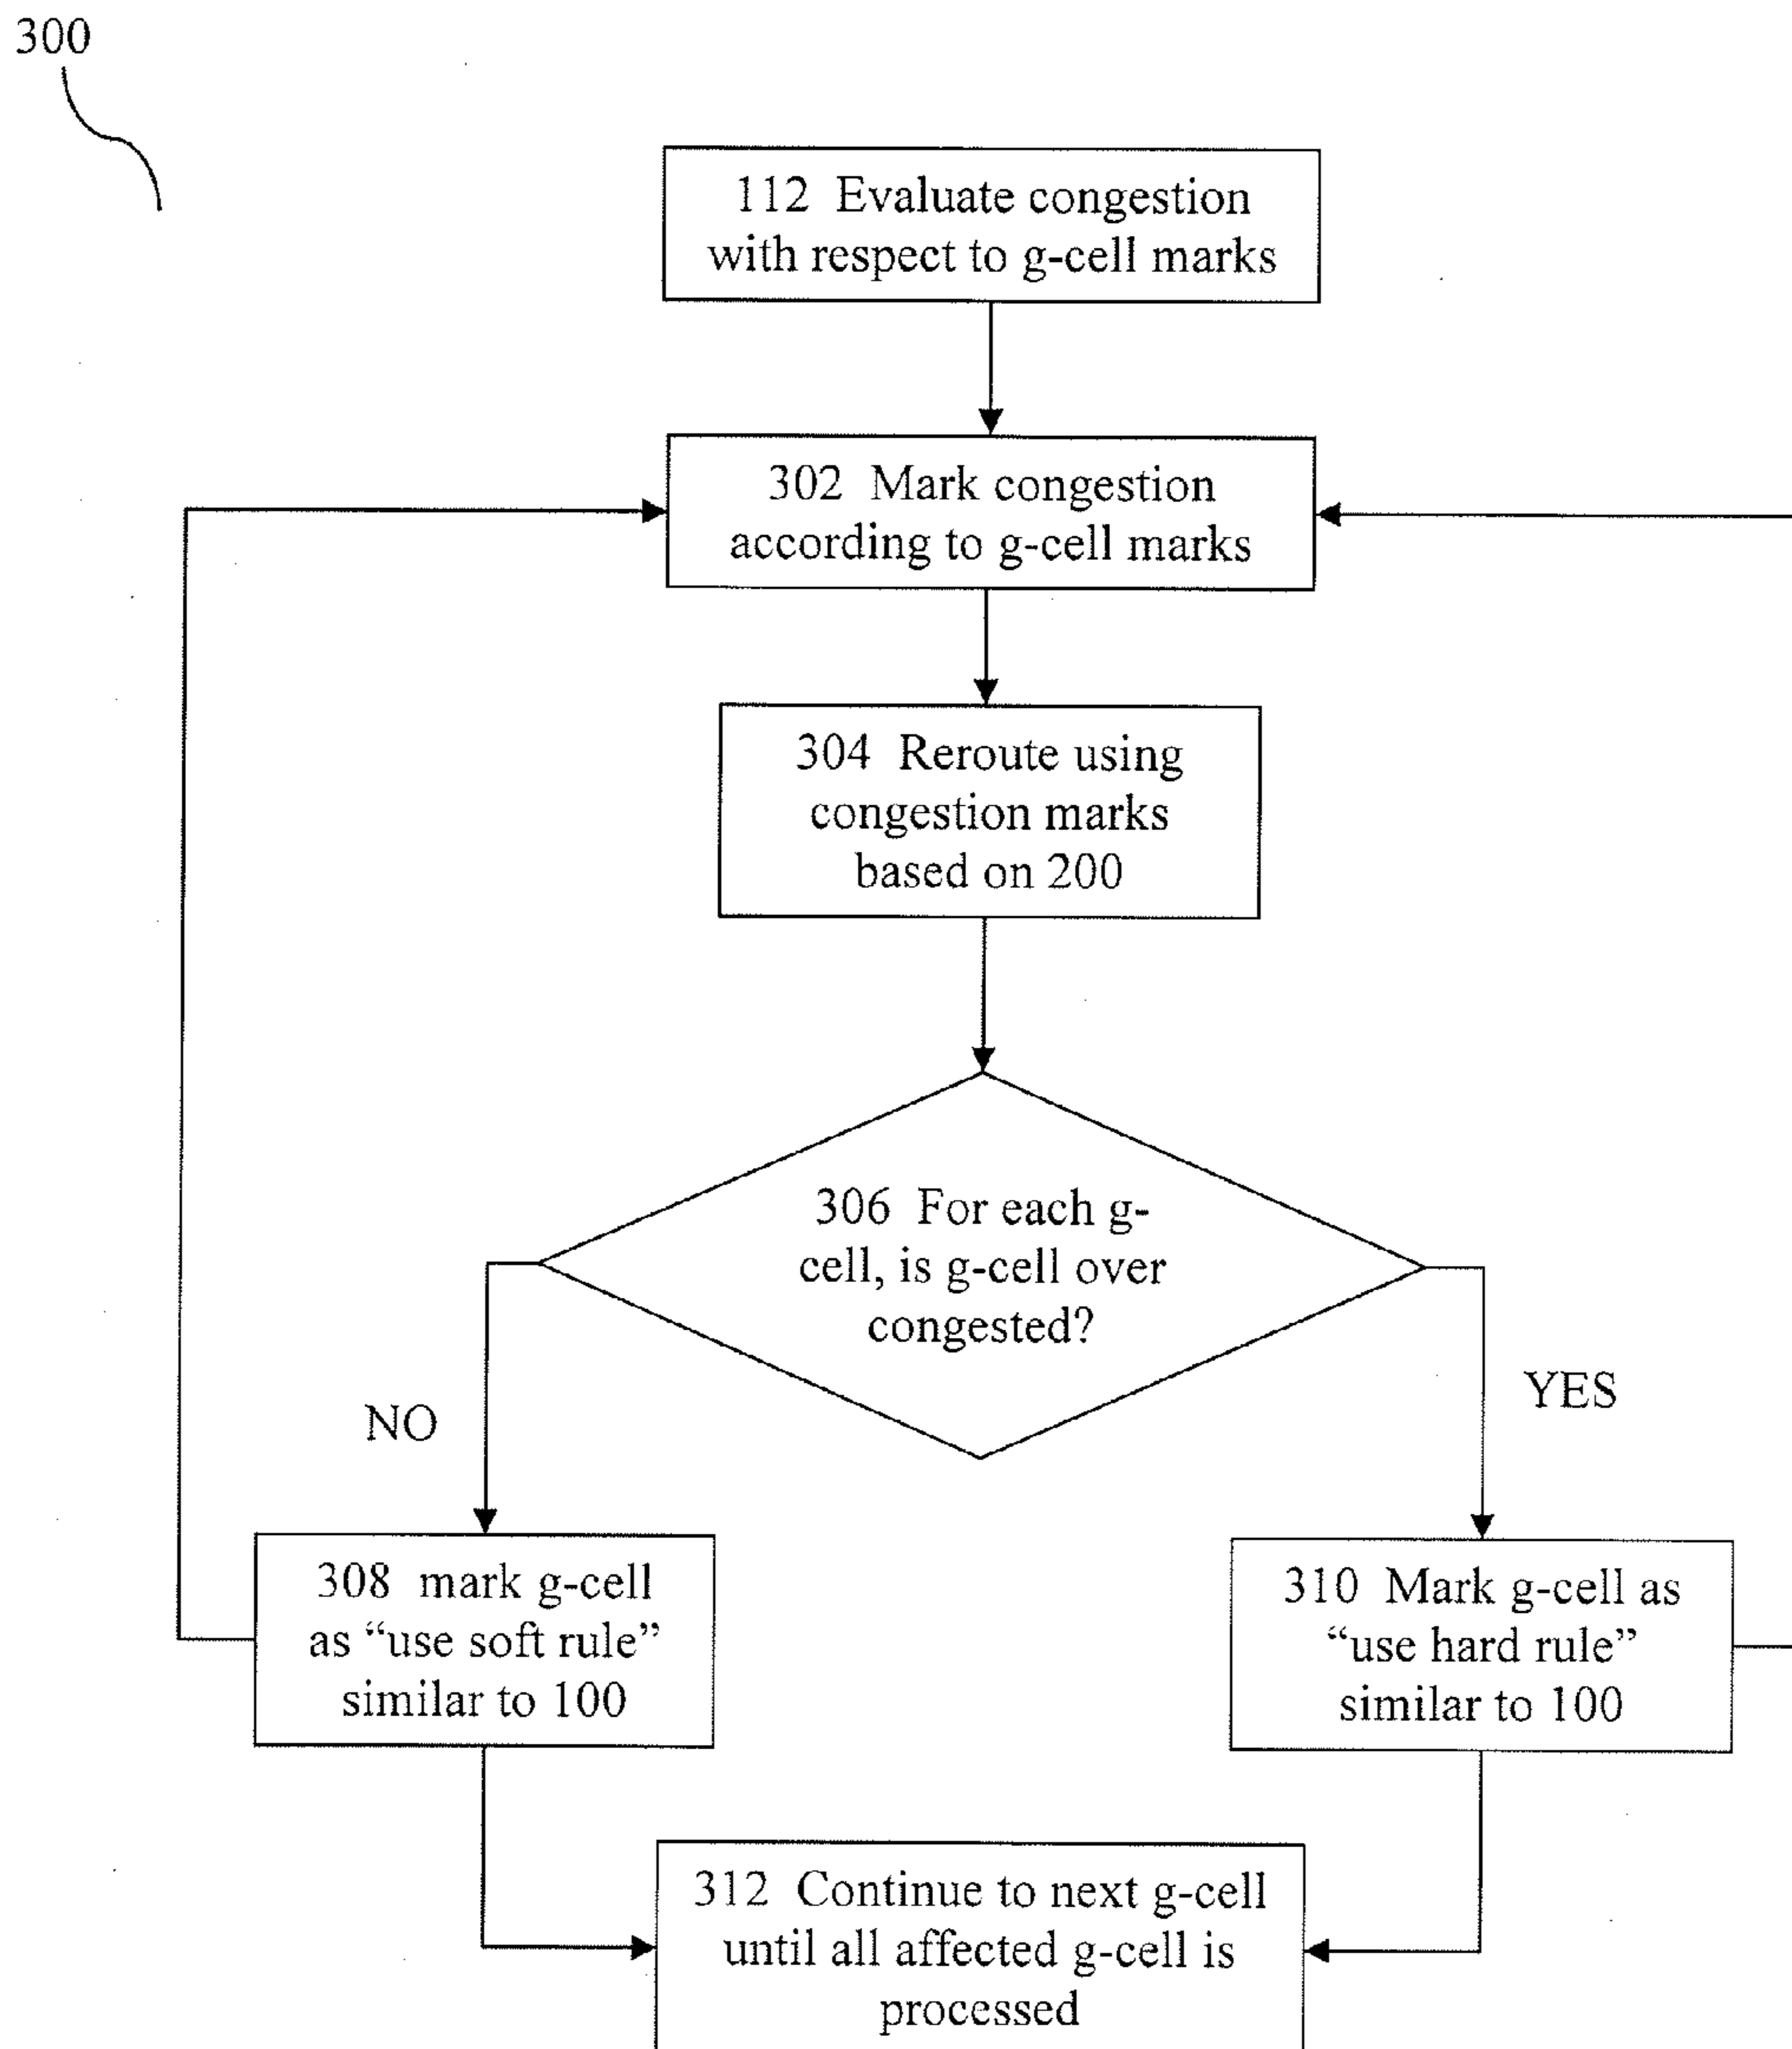 300
112 Evaluate congestion
with respect to g-cell marks
302 Mark congestion
according to g-cell marks
304 Reroute using
congestion marks
based on 200
306 For each g-
cell, is g-cell over
congested?
NO
YES
308 mark g-cell
as “use soft rule”
similar to 100
310 Mark g-cell as
“use hard rule”
similar to 100
312 Continue to next g-cell
until all affected g-cell is
processed